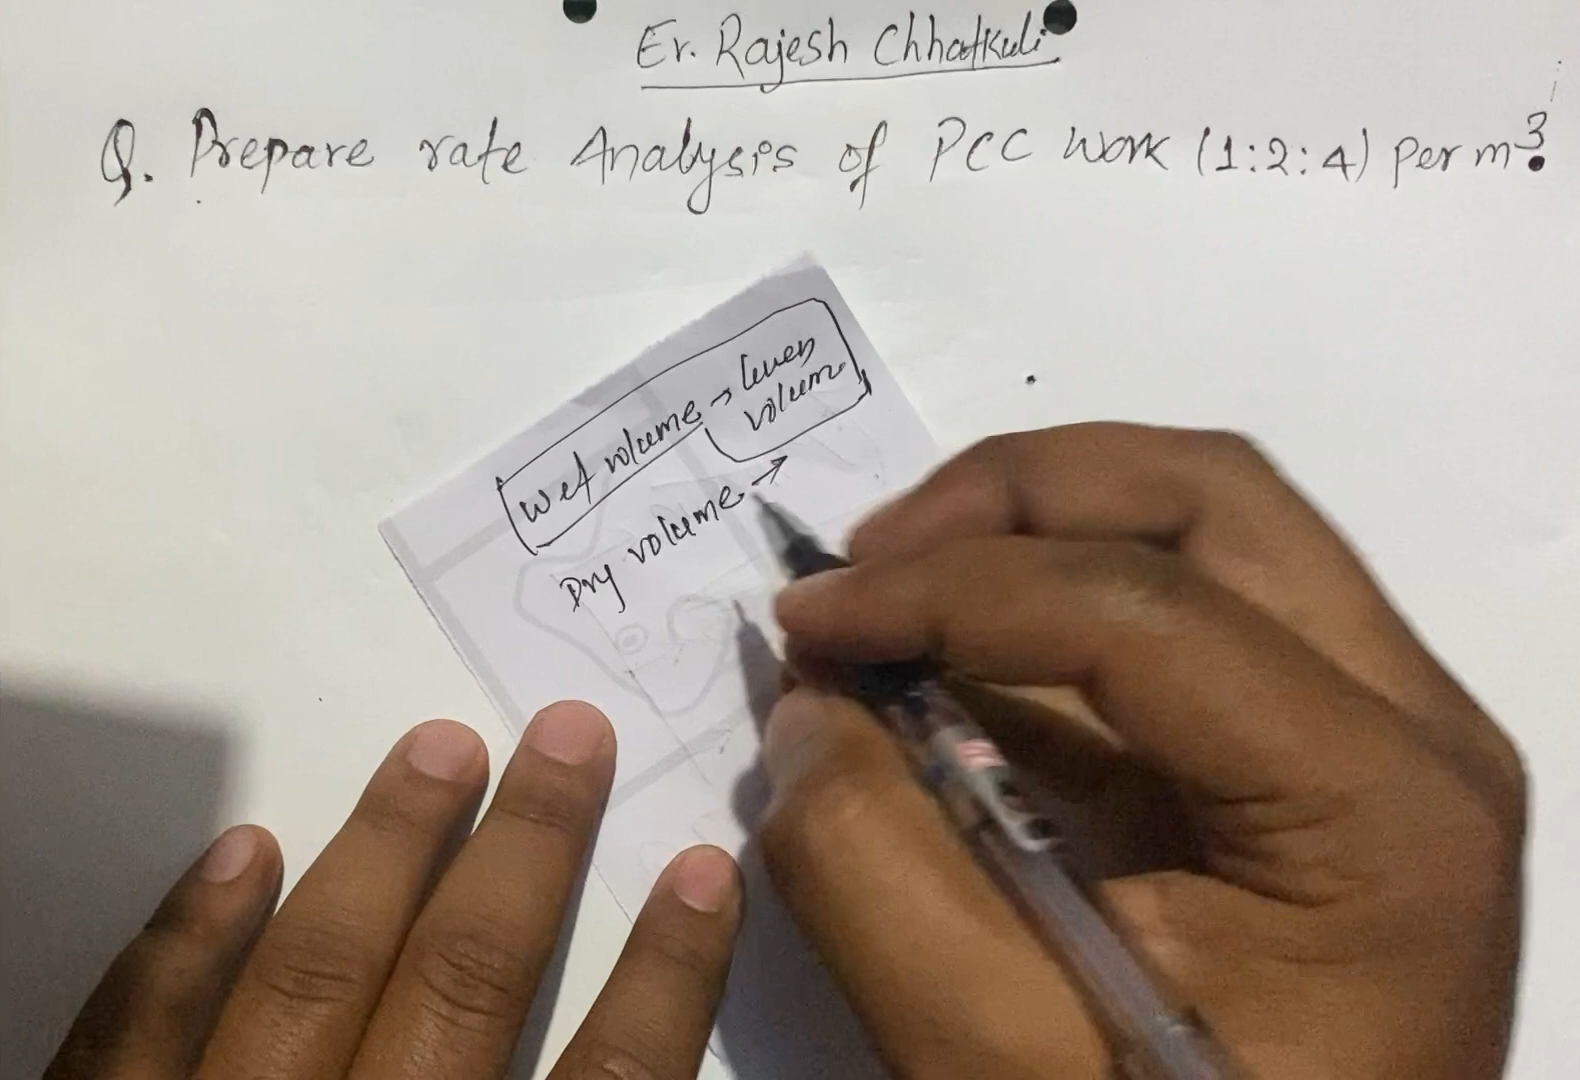 Er. Rajesh Chhatkuli
Q. Prepare rate Analysis of PCC work (1:2:4) per m³.
Wet volume →
volume
Dry volume →